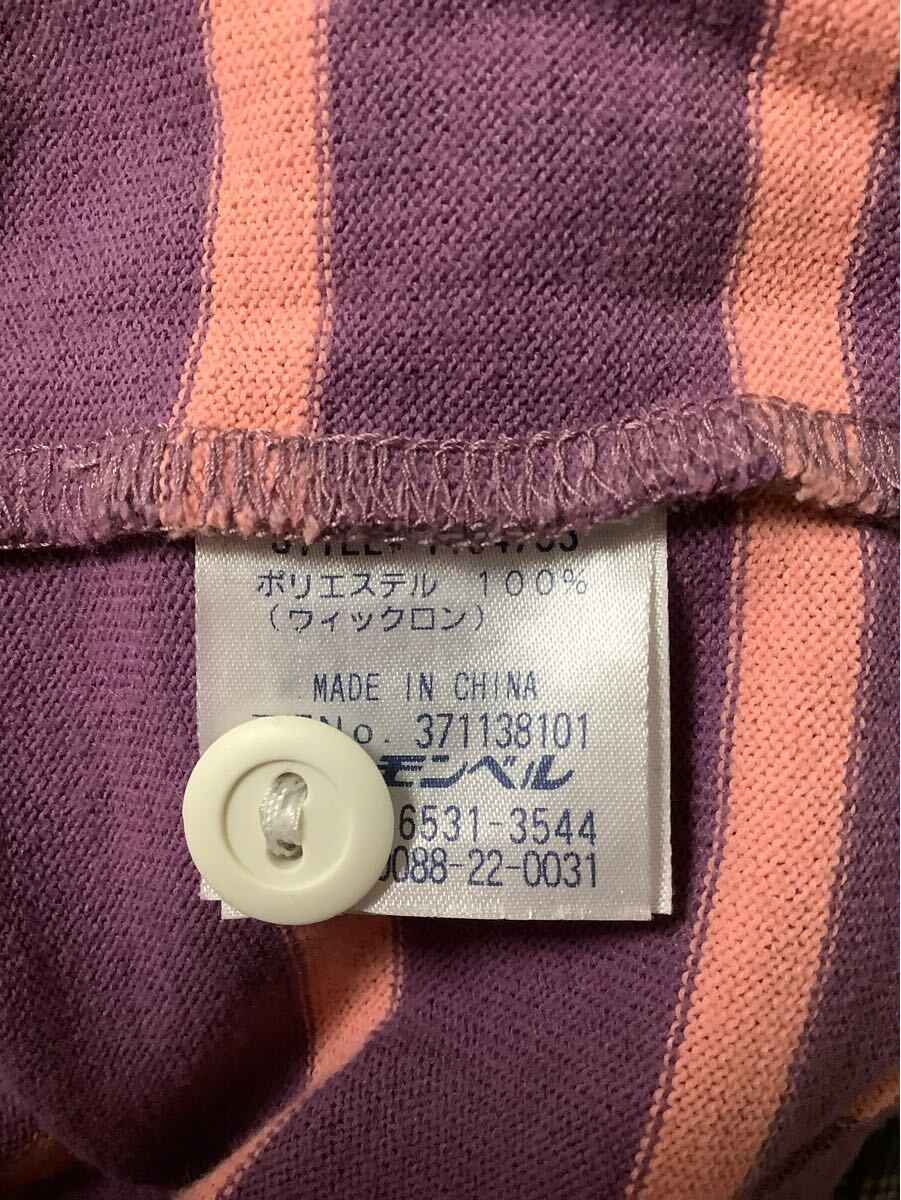 ポリエステル 100%
(ウィックロン)
MADE IN CHINA
No. 371138101
モンベル
6531-3544
0088-22-0031